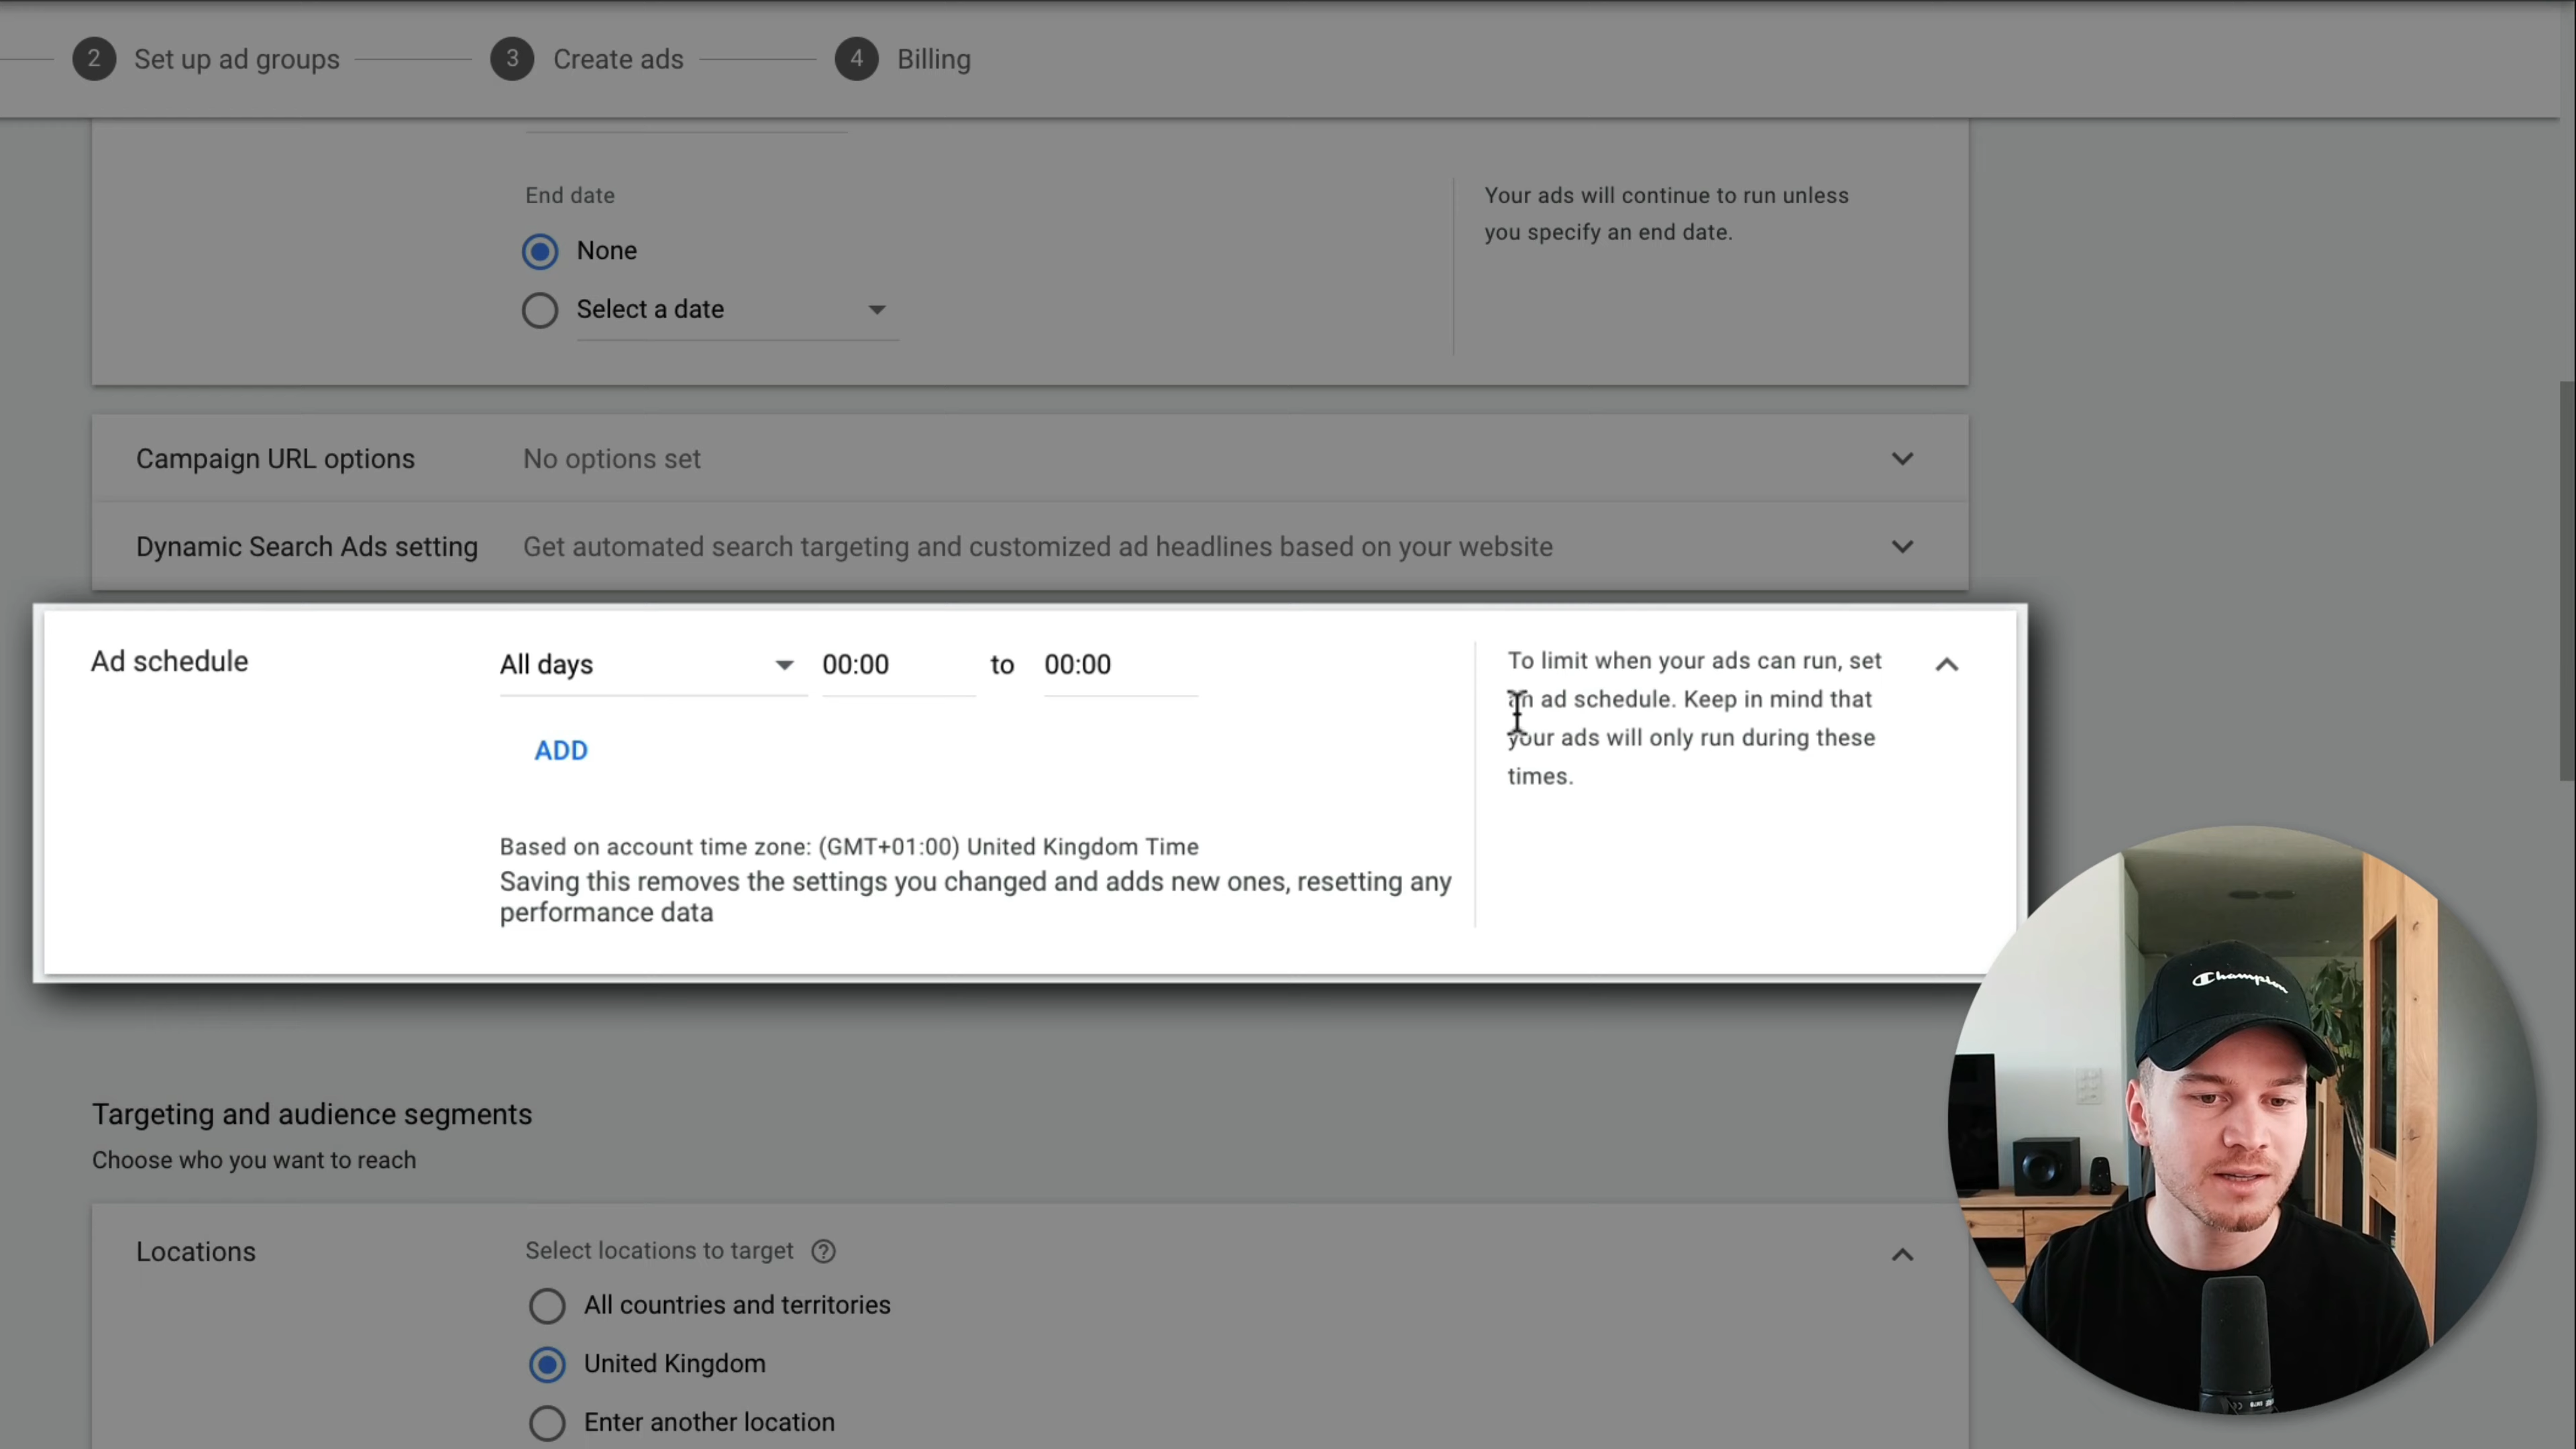 2 Set up ad groups 3 Create ads 4 Billing
End date
None
Select a date
Your ads will continue to run unless
you specify an end date.
Campaign URL options No options set
Dynamic Search Ads setting Get automated search targeting and customized ad headlines based on your website
Ad schedule All days 00:00 to 00:00
ADD
Based on account time zone: (GMT+01:00) United Kingdom Time
Saving this removes the settings you changed and adds new ones, resetting any
performance data
To limit when your ads can run, set
an ad schedule. Keep in mind that
your ads will only run during these
times.
Champion
Targeting and audience segments
Choose who you want to reach
Locations Select locations to target ?
All countries and territories
United Kingdom
Enter another location